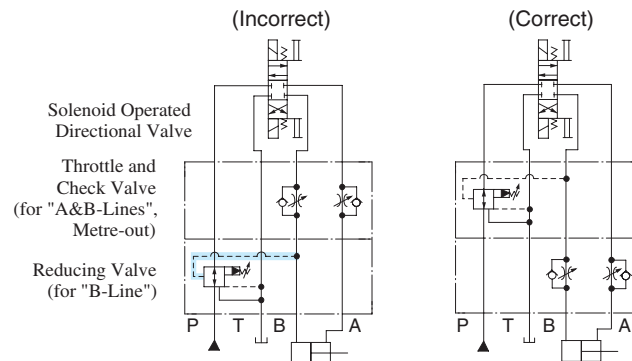 (Incorrect)
(Correct)
Solenoid Operated
Directional Valve
Throttle and
Check Valve
(for "A&B-Lines",
Metre-out)
Reducing Valve
(for "B-Line")
P T B A
P T B A